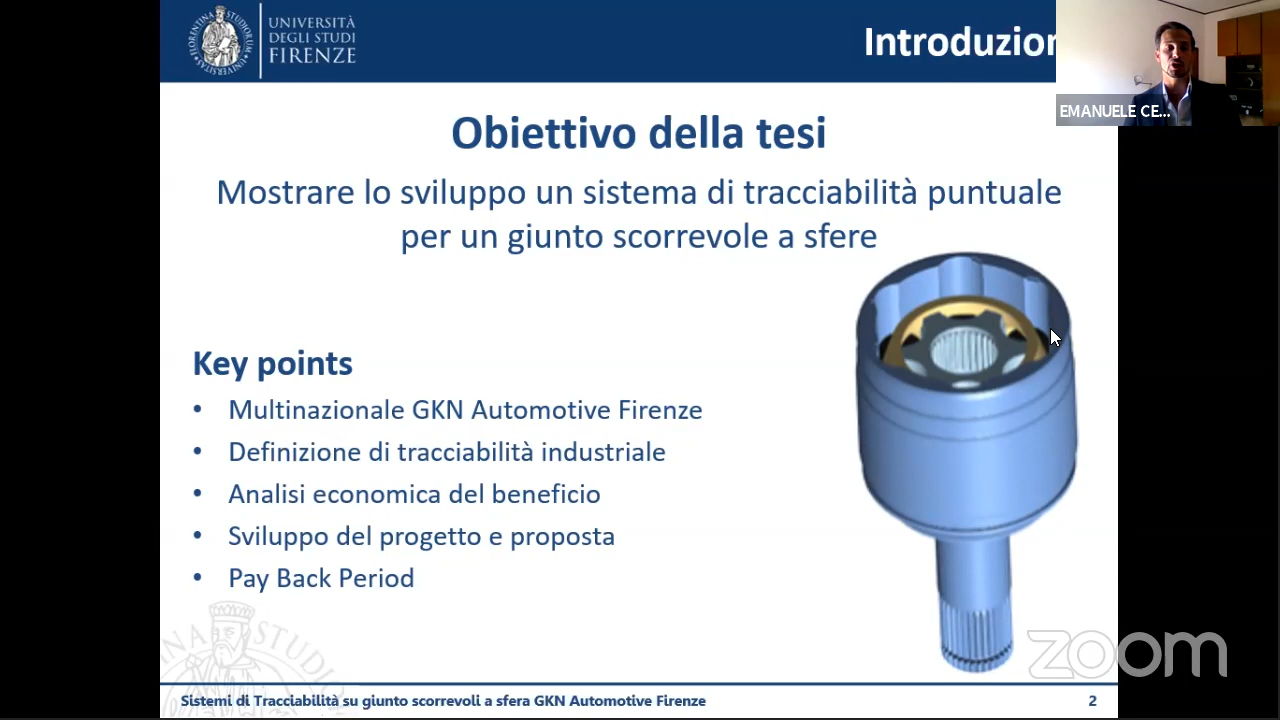 UNIVERSITÀ
DEGLI STUDI
FIRENZE
Introduzion
EMANUELE CE...
Obiettivo della tesi
Mostrare lo sviluppo un sistema di tracciabilità puntuale
per un giunto scorrevole a sfere
Key points
• Multinazionale GKN Automotive Firenze
• Definizione di tracciabilità industriale
• Analisi economica del beneficio
• Sviluppo del progetto e proposta
• Pay Back Period
zoom
Sistemi di Tracciabilità su giunto scorrevoli a sfera GKN Automotive Firenze
2